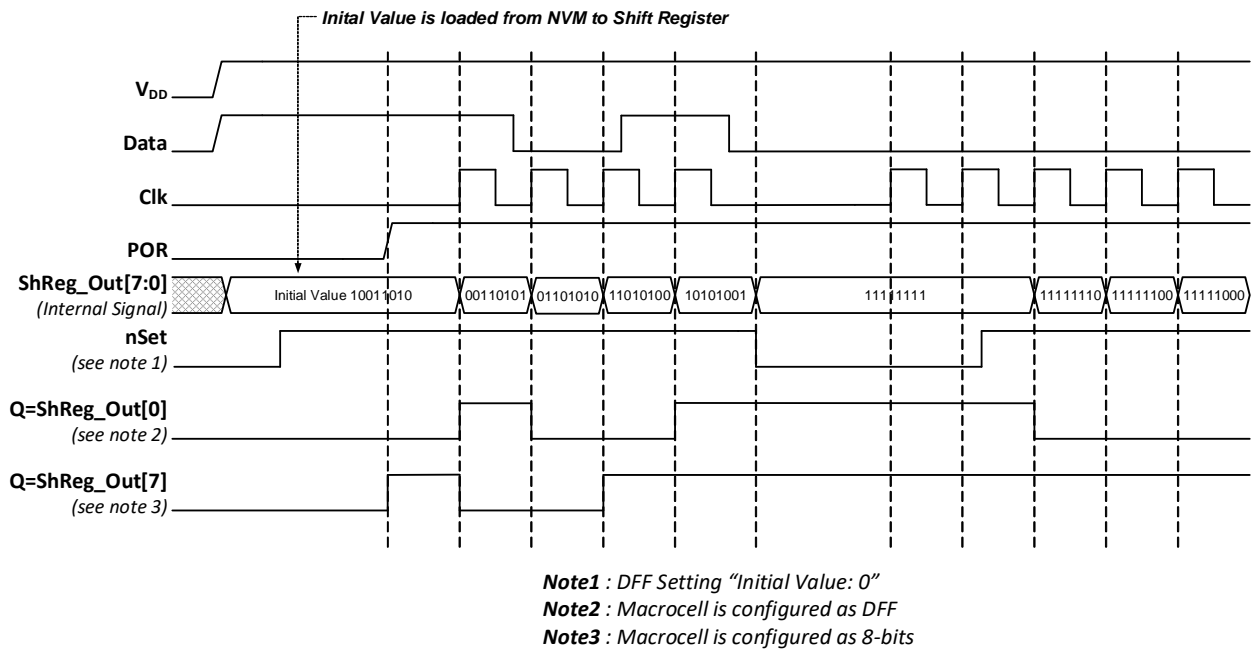 Inital Value is loaded from NVM to Shift Register
VDD
Data
Clk
POR
ShReg_Out[7:0]
(Internal Signal)
Initial Value 10011010 00110101 01101010 11010100 10101001 11111111 11111110 11111100 11111000
nSet
(see note 1)
Q=ShReg_Out[0]
(see note 2)
Q=ShReg_Out[7]
(see note 3)
Note1 : DFF Setting “Initial Value: 0”
Note2 : Macrocell is configured as DFF
Note3 : Macrocell is configured as 8-bits